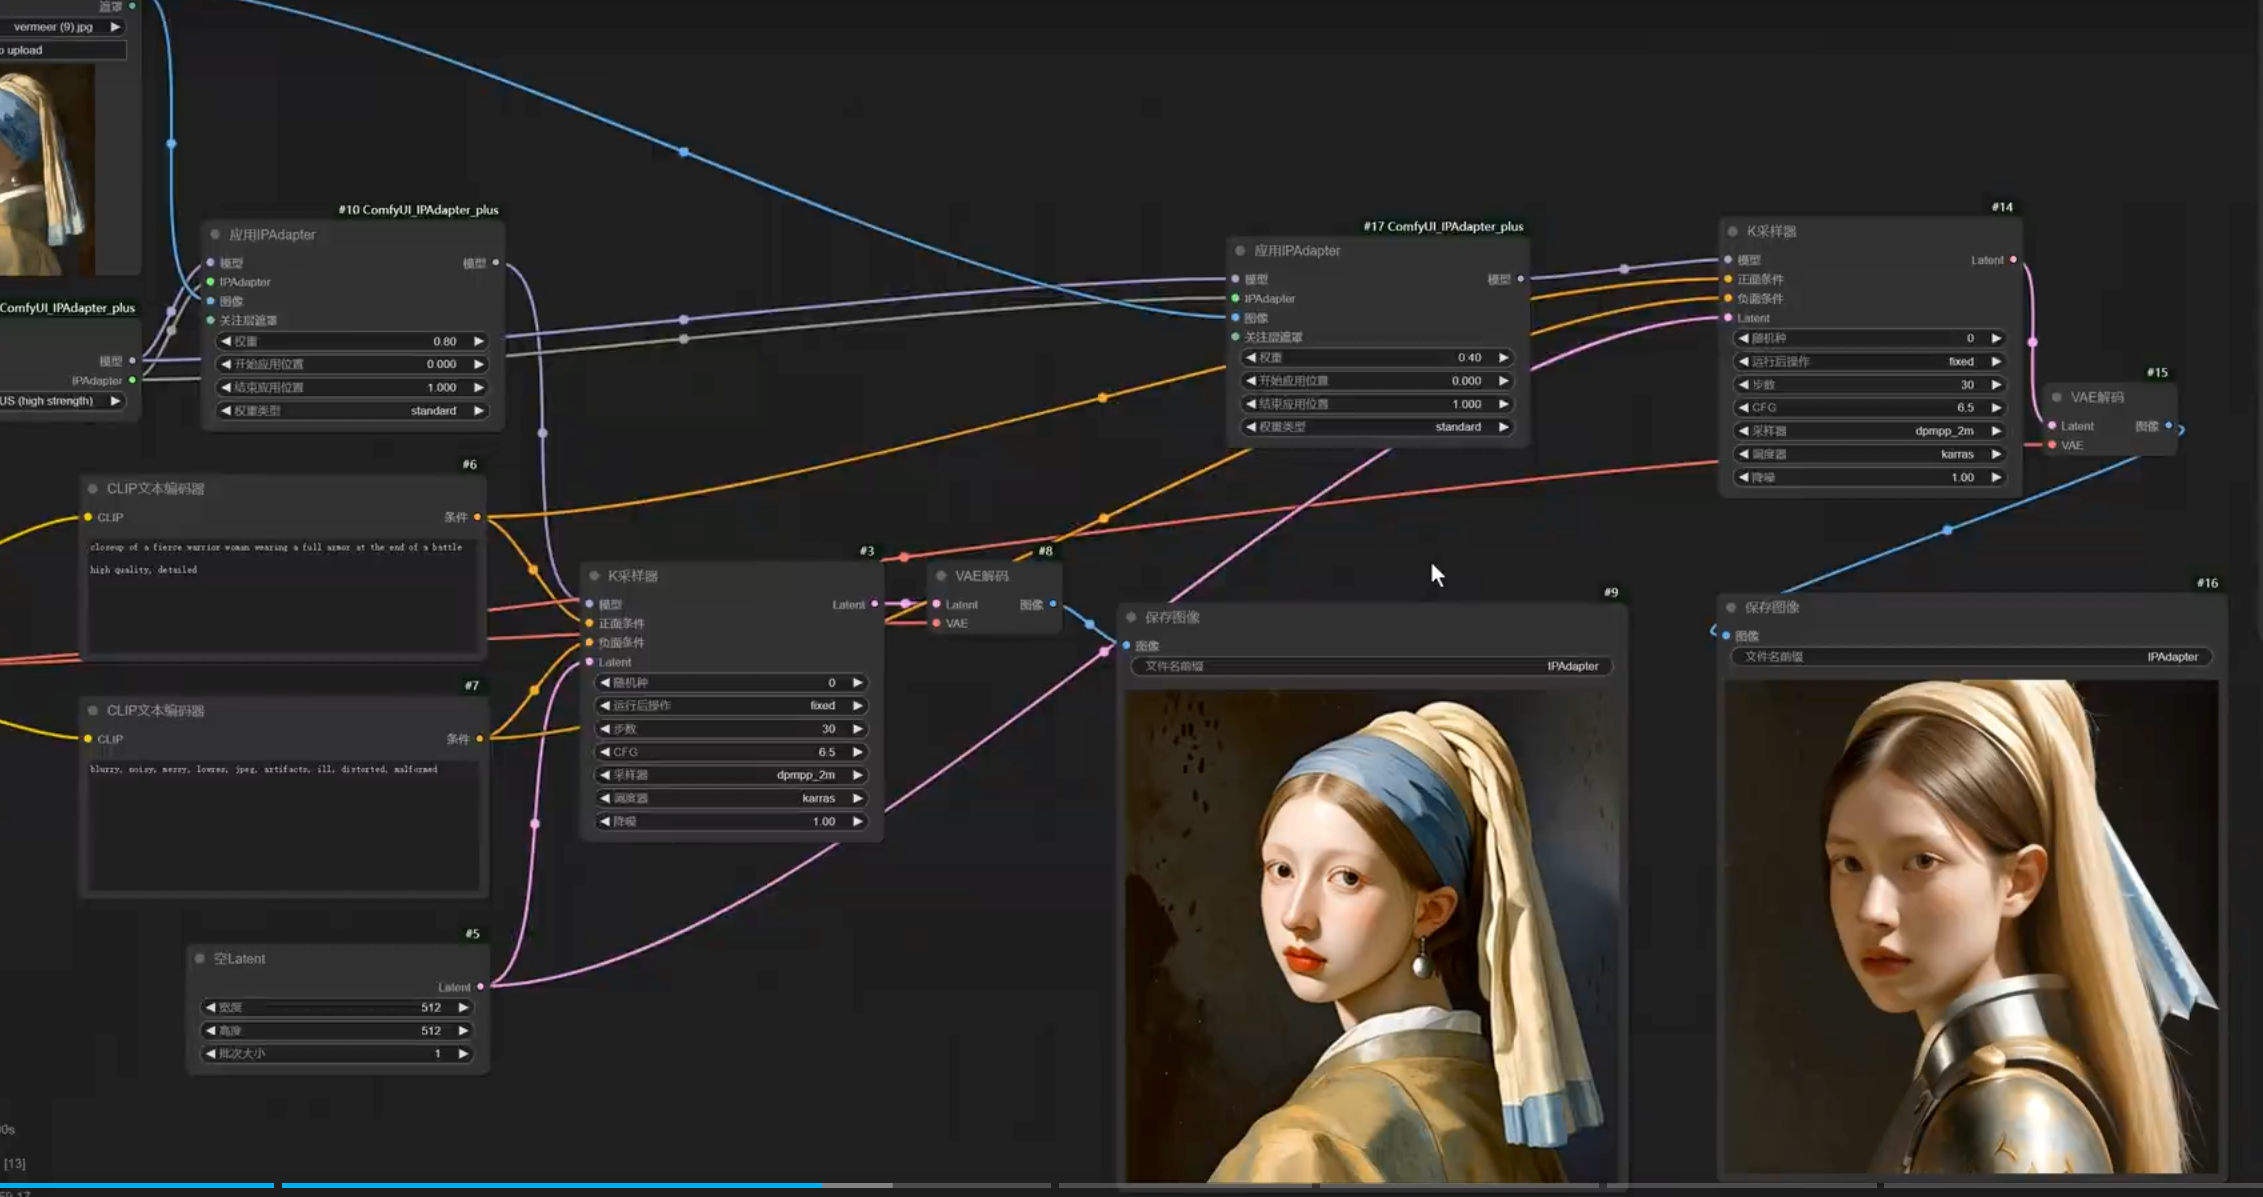 遮罩
vermeer (9).jpg
o upload
ComfyUI_IPAdapter_plus
模型
IPAdapter
US (high strength)
#10 ComfyUI_IPAdapter_plus
应用IPAdapter
模型
模型
IPAdapter
图像
关注层遮罩
权重 0.80
开始应用位置 0.000
结束应用位置 1.000
权重类型 standard
#6
CLIP文本编码器
CLIP
条件
closeup of a fierce warrior woman wearing a full armor at the end of a battle
high quality, detailed
#7
CLIP文本编码器
CLIP
条件
blurry, noisy, messy, lowres, jpeg, artifacts, ill, distorted, malformed
#5
空Latent
Latent
宽度 512
高度 512
批次大小 1
#3
K采样器
模型
Latent
正面条件
负面条件
Latent
随机种 0
运行后操作 fixed
步数 30
CFG 6.5
采样器 dpmpp_2m
调度器 karras
降噪 1.00
#8
VAE解码
Latent
图像
VAE
#9
保存图像
图像
文件名前缀 IPAdapter
#17 ComfyUI_IPAdapter_plus
应用IPAdapter
模型
模型
IPAdapter
图像
关注层遮罩
权重 0.40
开始应用位置 0.000
结束应用位置 1.000
权重类型 standard
#14
K采样器
模型
Latent
正面条件
负面条件
Latent
随机种 0
运行后操作 fixed
步数 30
CFG 6.5
采样器 dpmpp_2m
调度器 karras
降噪 1.00
#15
VAE解码
Latent
图像
VAE
#16
保存图像
图像
文件名前缀 IPAdapter
[13]